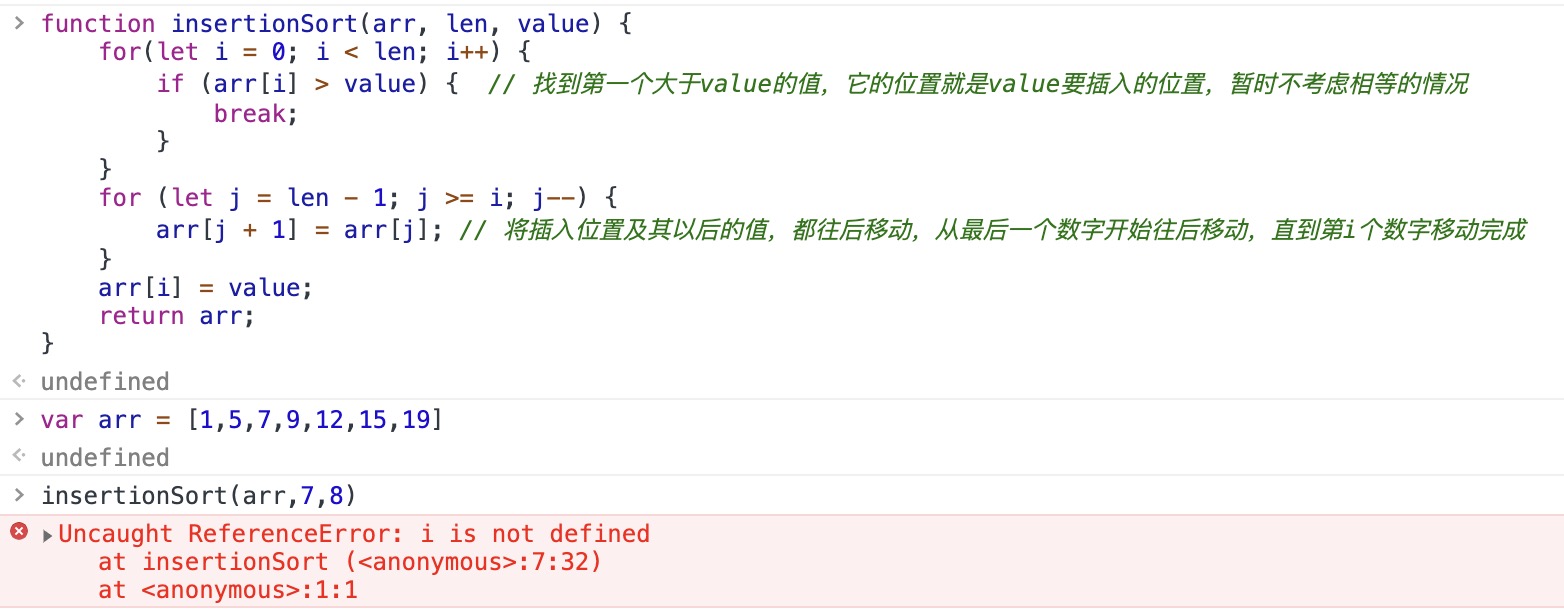 > function insertionSort(arr, len, value) {
    for(let i = 0; i < len; i++) {
        if (arr[i] > value) {  // 找到第一个大于value的值，它的位置就是value要插入的位置，暂时不考虑相等的情况
            break;
        }
    }
    for (let j = len - 1; j >= i; j--) {
        arr[j + 1] = arr[j]; // 将插入位置及其以后的值，都往后移动，从最后一个数字开始往后移动，直到第i个数字移动完成
    }
    arr[i] = value;
    return arr;
}
undefined
> var arr = [1,5,7,9,12,15,19]
undefined
> insertionSort(arr,7,8)
Uncaught ReferenceError: i is not defined
    at insertionSort (<anonymous>:7:32)
    at <anonymous>:1:1